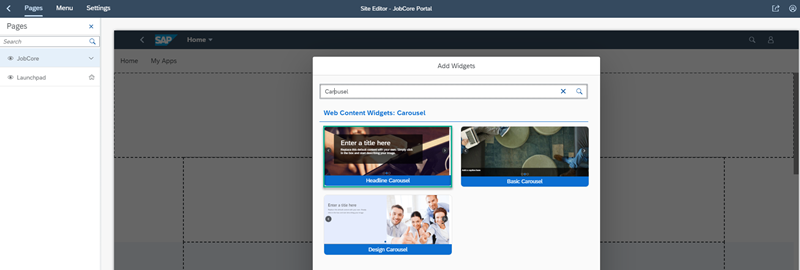 Pages Menu Settings Site Editor - JobCore Portal
Pages
Search
JobCore
Launchpad
SAP Home
Home My Apps
Add Widgets
Carousel
Web Content Widgets: Carousel
Enter a title here
Headline Carousel
Basic Carousel
Enter a title here
Design Carousel